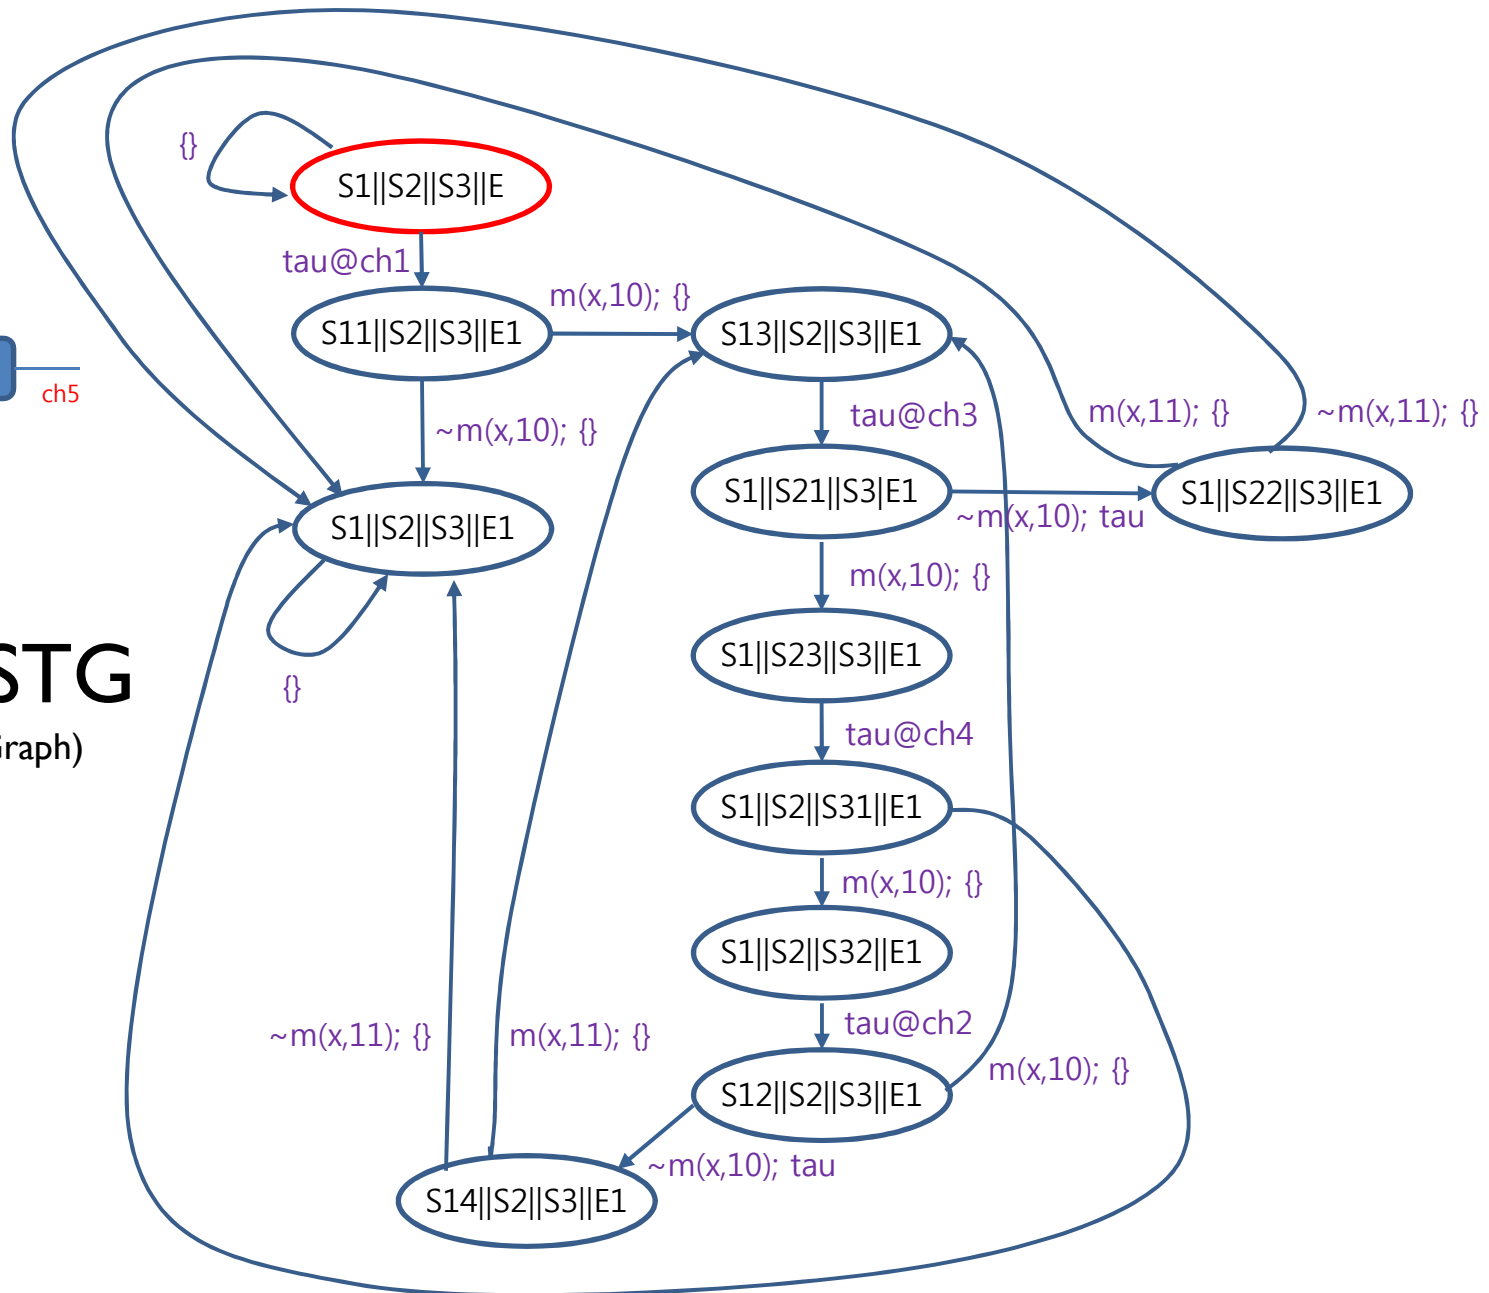 {}
S1||S2||S3||E
tau@ch1
m(x,10); {}
S11||S2||S3||E1
S13||S2||S3||E1
ch5
m(x,11); {}
~m(x,11); {}
tau@ch3
~m(x,10); {}
S1||S21||S3|E1
S1||S22||S3||E1
~m(x,10); tau
S1||S2||S3||E1
m(x,10); {}
STG
Graph)
{}
S1||S23||S3||E1
tau@ch4
S1||S2||S31||E1
m(x,10); {}
S1||S2||S32||E1
tau@ch2
~m(x,11); {}
m(x,11); {}
m(x,10); {}
S12||S2||S3||E1
~m(x,10); tau
S14||S2||S3||E1